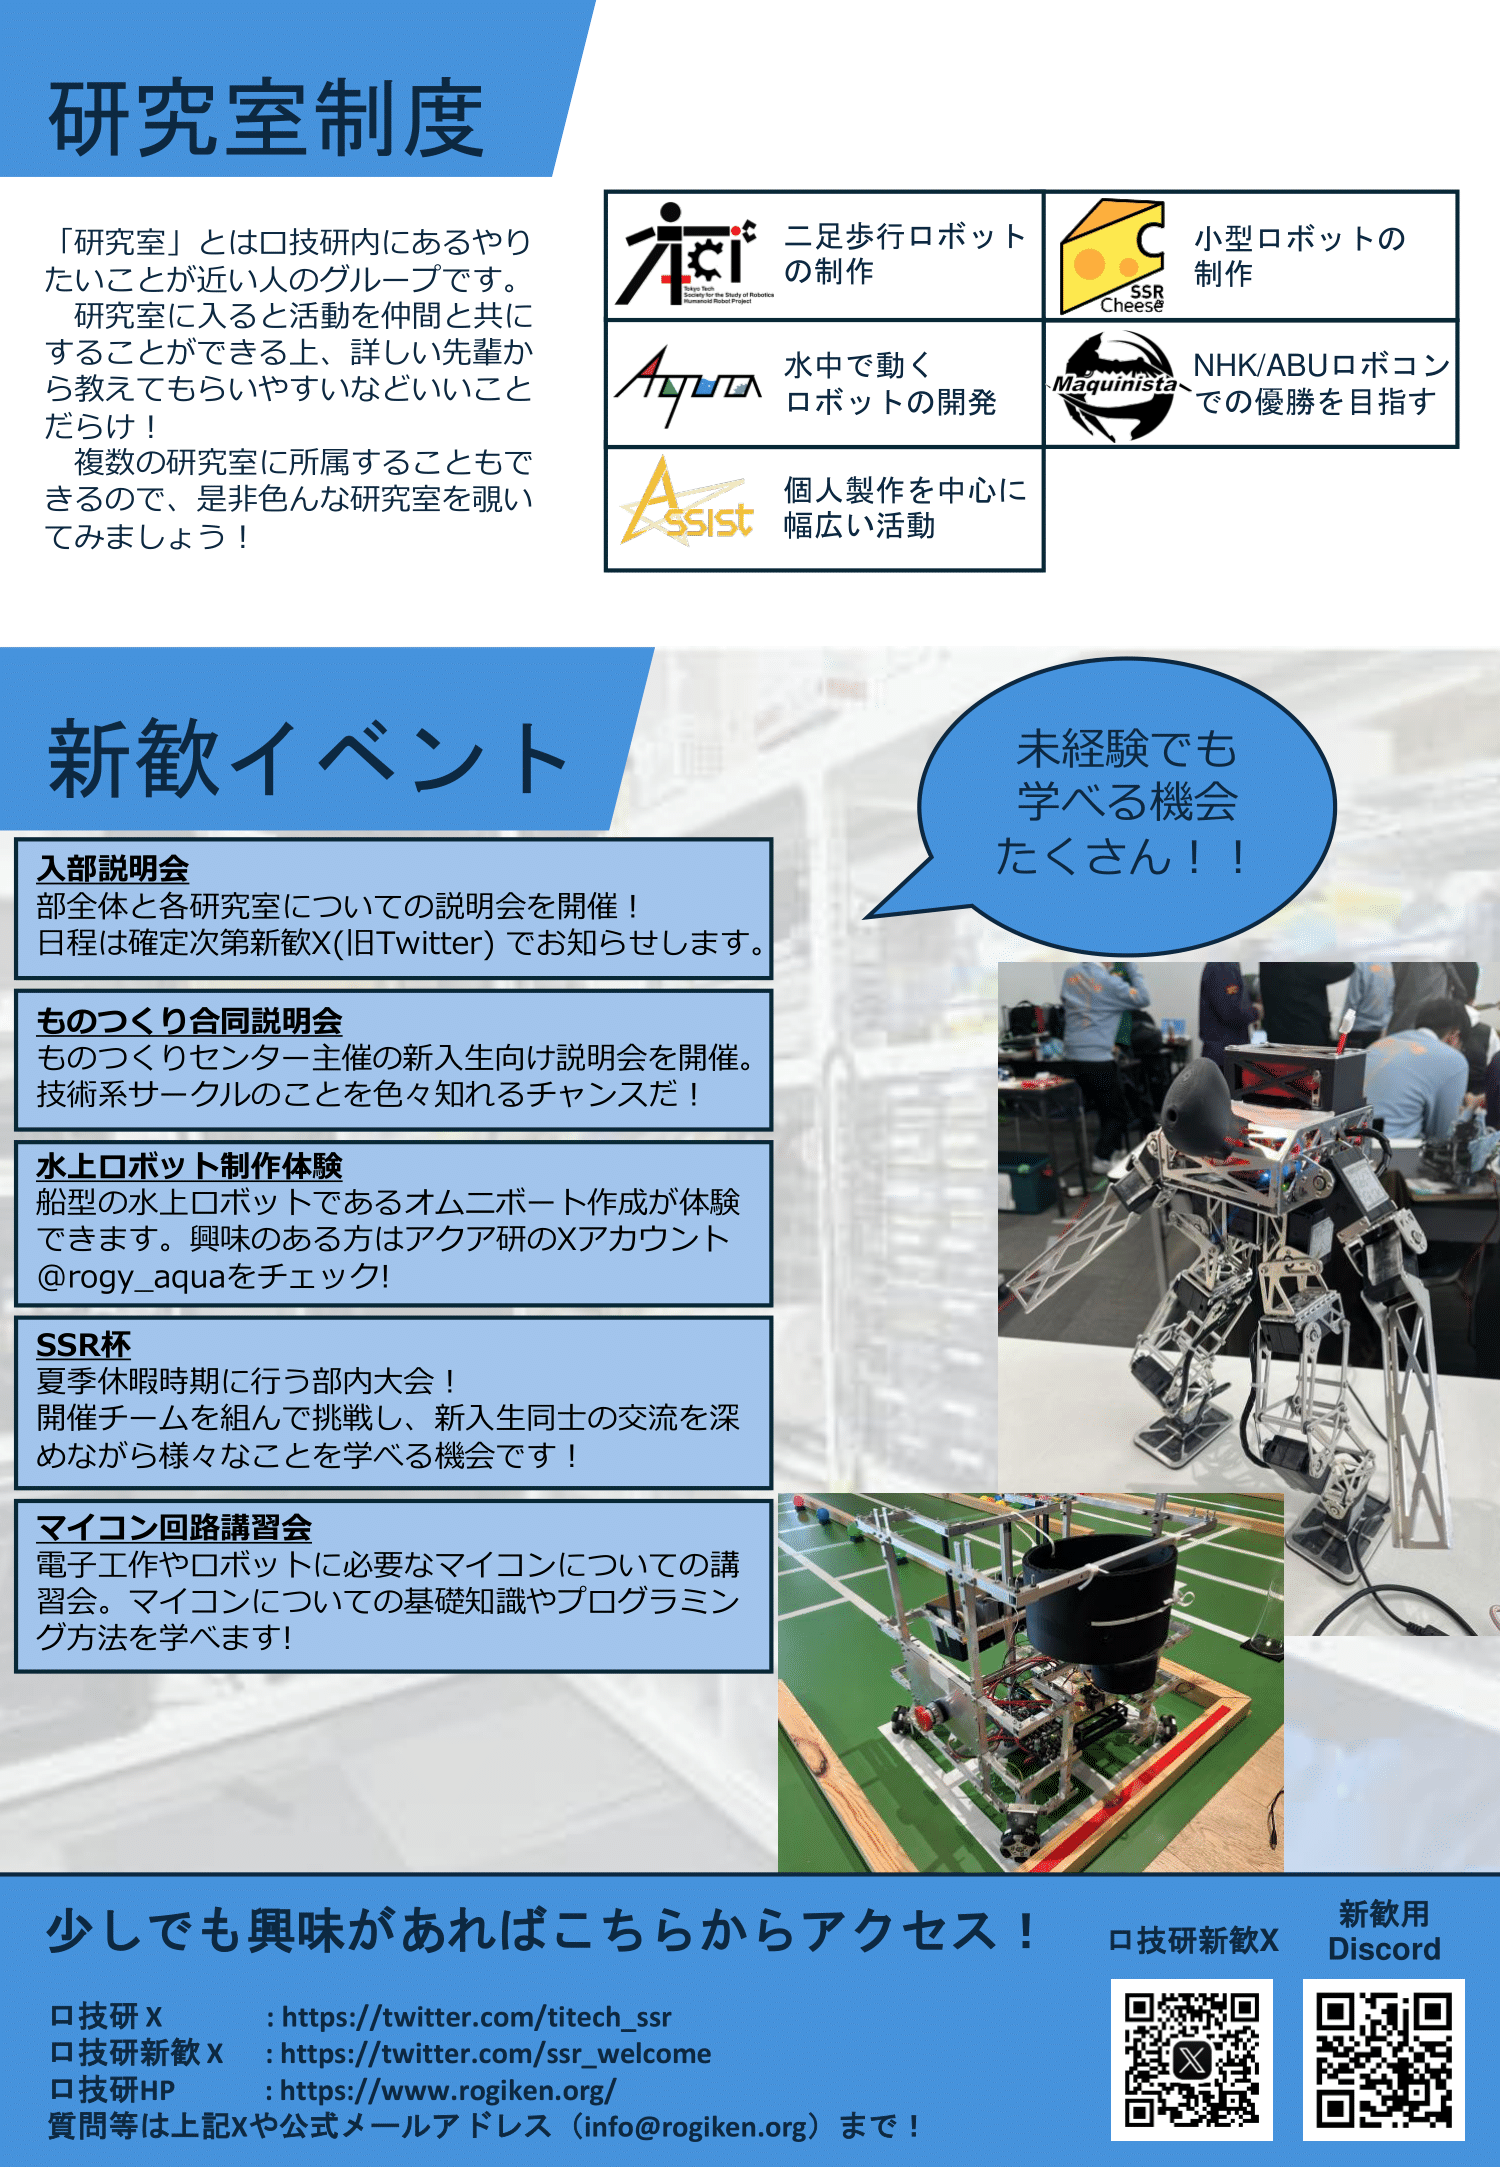 研究室制度
「研究室」とはロ技研内にあるやり
たいことが近い人のグループです。
研究室に入ると活動を仲間と共に
することができる上、詳しい先輩か
ら教えてもらいやすいなどいいこと
だらけ！
複数の研究室に所属することもで
きるので、是非色んな研究室を覗い
てみましょう！
Tokyo Tech
Society for the Study of Robotics
Humanoid Robot Project
二足歩行ロボット
の制作
SSR
Cheese
小型ロボットの
制作
Aqua
水中で動く
ロボットの開発
Maquinista
NHK/ABUロボコン
での優勝を目指す
Assist
個人製作を中心に
幅広い活動
新歓イベント
未経験でも
学べる機会
たくさん！！
入部説明会
部全体と各研究室についての説明会を開催！
日程は確定次第新歓X(旧Twitter) でお知らせします。
ものつくり合同説明会
ものつくりセンター主催の新入生向け説明会を開催。
技術系サークルのことを色々知れるチャンスだ！
水上ロボット制作体験
船型の水上ロボットであるオムニボート作成が体験
できます。興味のある方はアクア研のXアカウント
@rogy_aquaをチェック!
SSR杯
夏季休暇時期に行う部内大会！
開催チームを組んで挑戦し、新入生同士の交流を深
めながら様々なことを学べる機会です！
マイコン回路講習会
電子工作やロボットに必要なマイコンについての講
習会。マイコンについての基礎知識やプログラミン
グ方法を学べます!
少しでも興味があればこちらからアクセス！
ロ技研 X : https://twitter.com/titech_ssr
ロ技研新歓 X : https://twitter.com/ssr_welcome
ロ技研HP : https://www.rogiken.org/
質問等は上記Xや公式メールアドレス（info@rogiken.org）まで！
ロ技研新歓X
新歓用
Discord